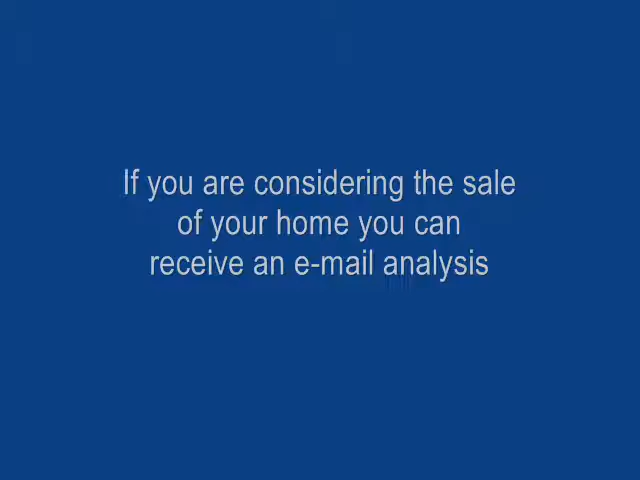 If you are considering the sale
of your home you can
receive an e-mail analysis